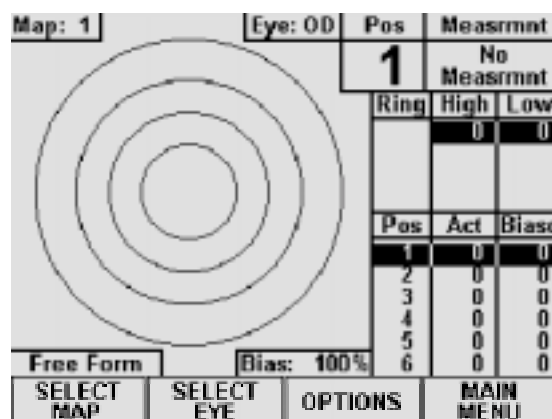 Map: 1 Eye: OD Pos Measrmnt
1 No Measrmnt
Ring High Low
0 0
Pos Act Biasd
1 0 0
2 0 0
3 0 0
4 0 0
5 0 0
6 0 0
Free Form Bias: 100%
SELECT MAP SELECT EYE OPTIONS MAIN MENU